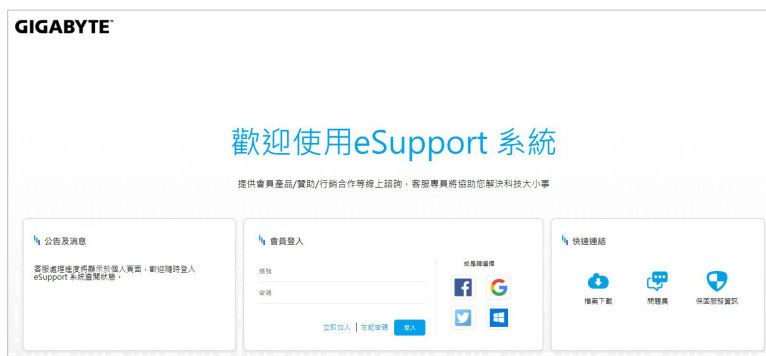 GIGABYTE™
歡迎使用eSupport 系統
提供會員產品/贊助/行銷合作等線上諮詢，客服專員將協助您解決科技大小事
公告及消息
客服處理進度將顯示於個人頁面，歡迎隨時登入
eSupport 系統查閱狀態。
會員登入
帳號
密碼
立即加入 | 忘記密碼 登入
或是請選擇
快速連結
檔案下載
問題集
保固服務資訊